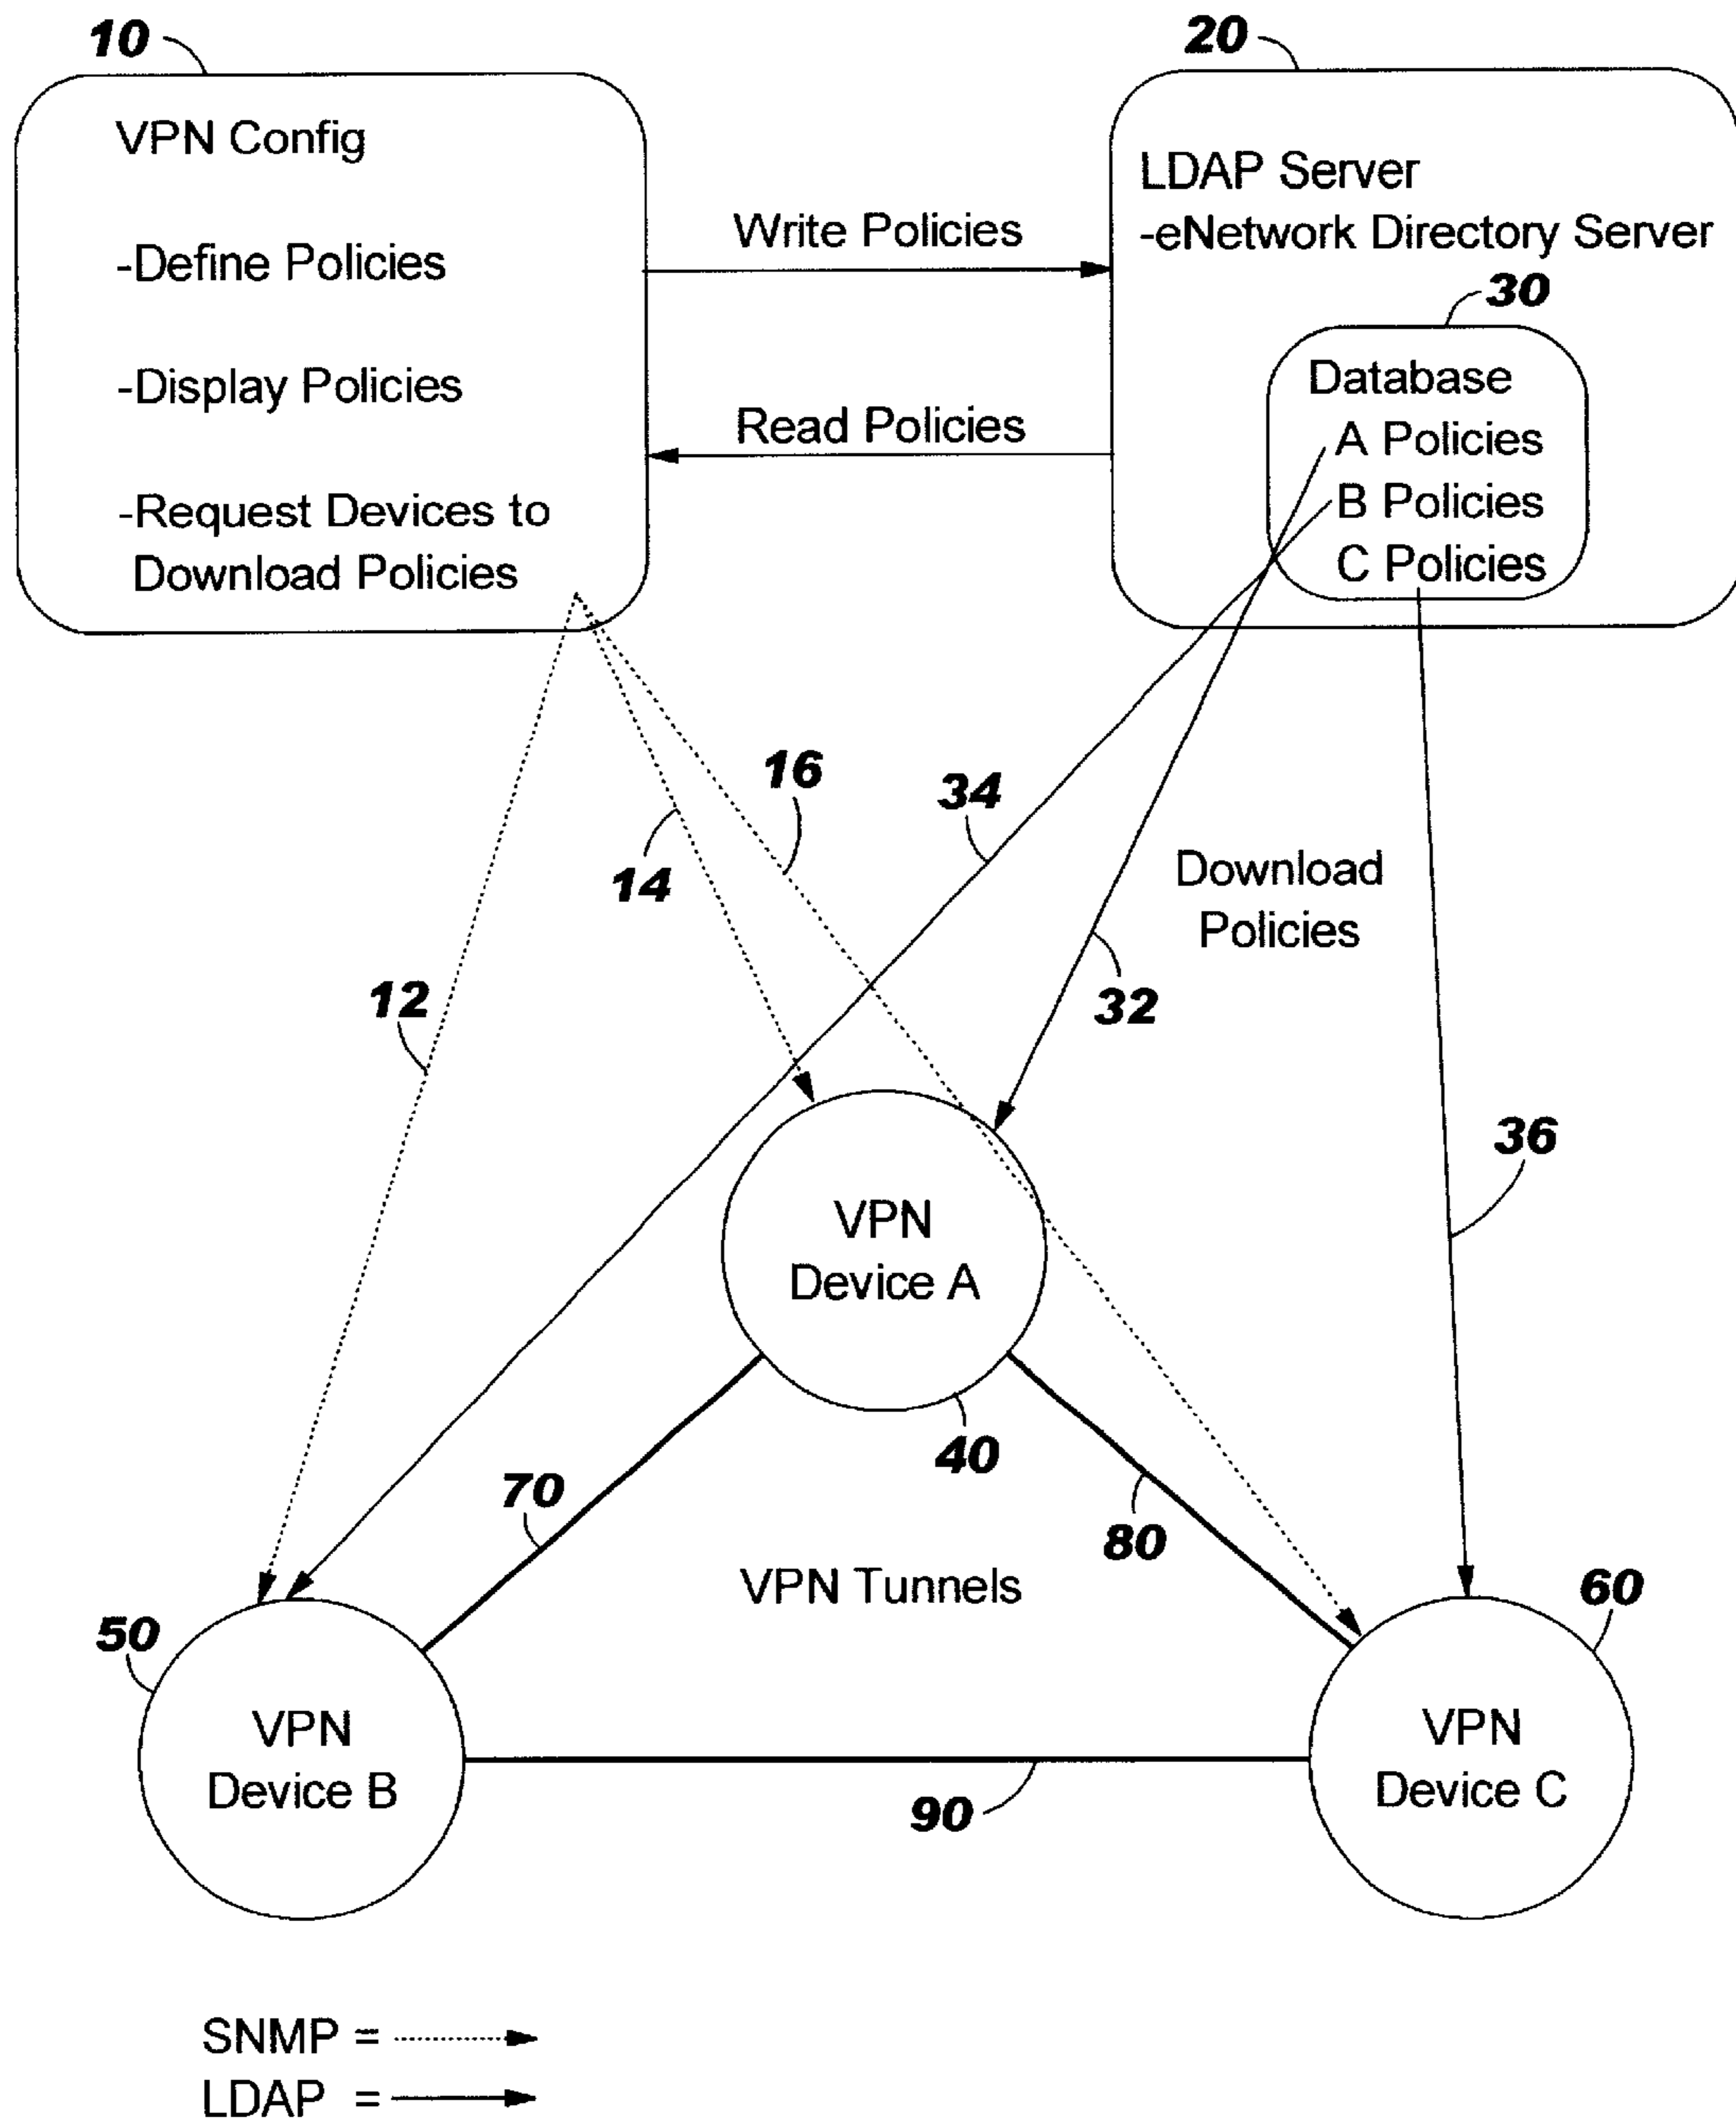 10
20
VPN Config
-Define Policies
-Display Policies
-Request Devices to
Download Policies
Write Policies
Read Policies
LDAP Server
-eNetwork Directory Server
30
Database
A Policies
B Policies
C Policies
16
34
14
Download
Policies
12
32
36
VPN
Device A
40
70
80
VPN Tunnels
50
60
VPN
Device B
VPN
Device C
90
SNMP =
LDAP =